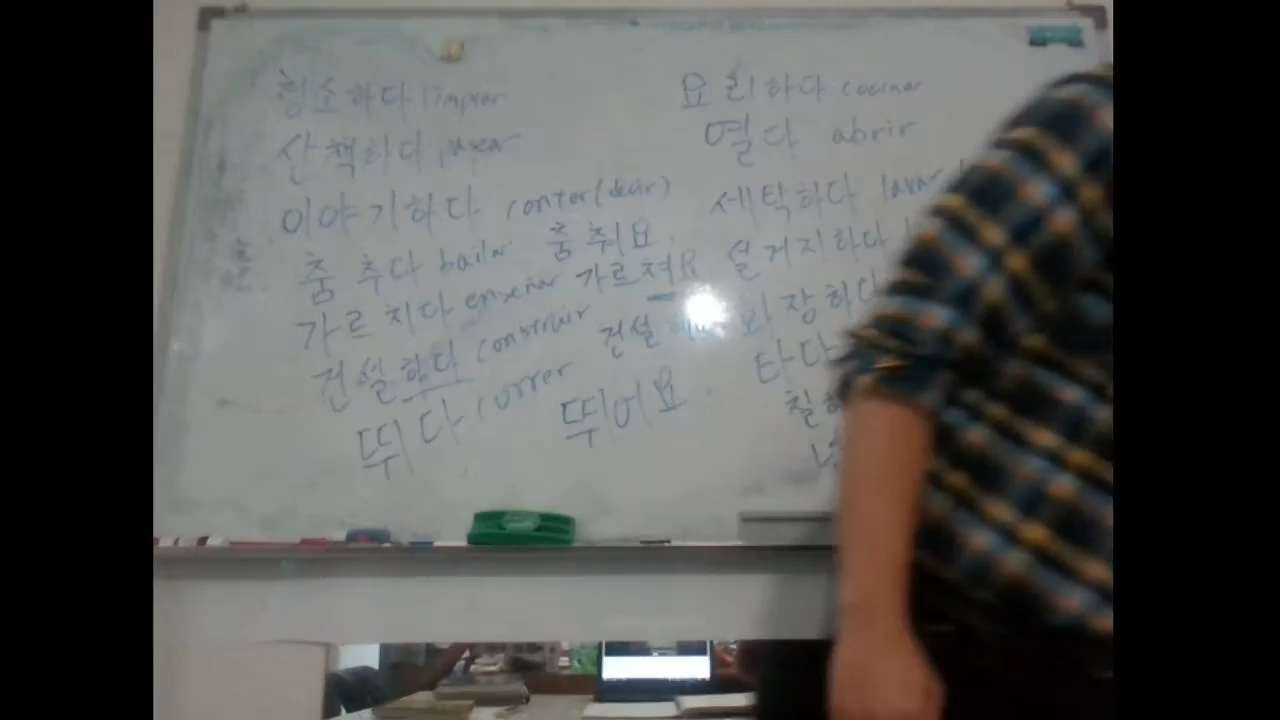 청소하다 limpiar
산책하다
이야기하다 contar(decir)
춤 추다 bailar 춤춰요.
가르치다 enseñar 가르쳐요
건설하다 construir 건설
뛰다 correr 뛰어요.
요리하다 cocinar
열다 abrir
세탁하다 lavar
설거지하다
화장하다
타다
칠